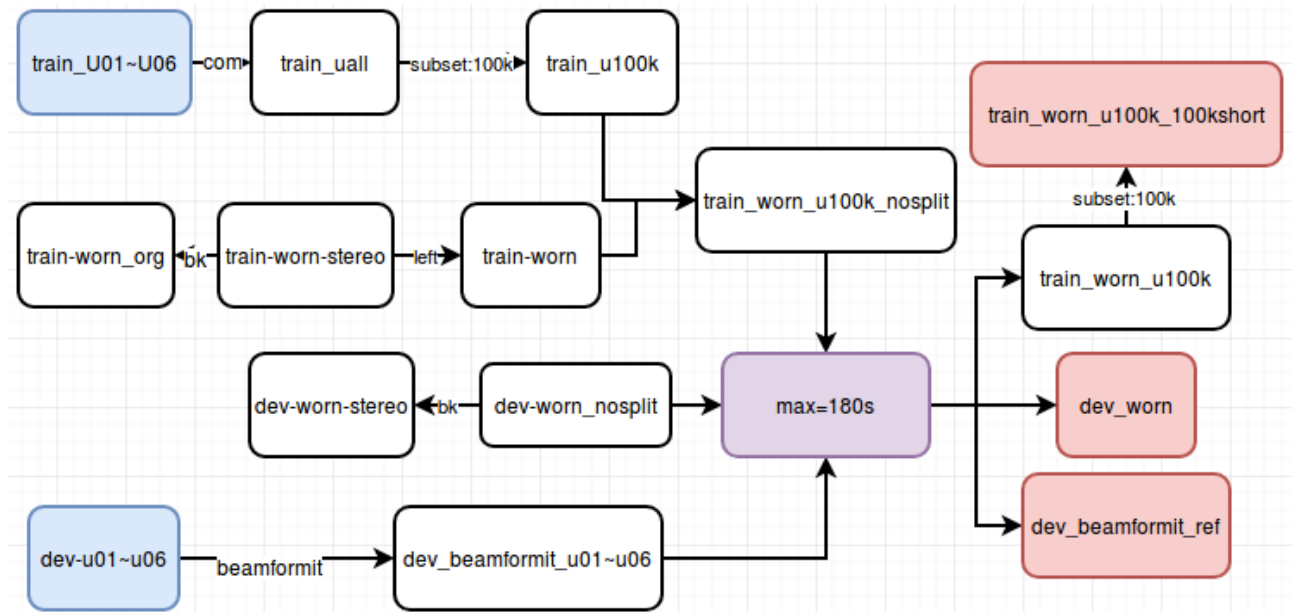 train_U01~U06
com
train_uall
subset:100k
train_u100k
train_worn_u100k_100kshort
subset:100k
train_worn_u100k_nosplit
train-worn_org
bk
train-worn-stereo
left
train-worn
train_worn_u100k
dev-worn-stereo
bk
dev-worn_nosplit
max=180s
dev_worn
dev_beamformit_ref
dev-u01~u06
beamformit
dev_beamformit_u01~u06